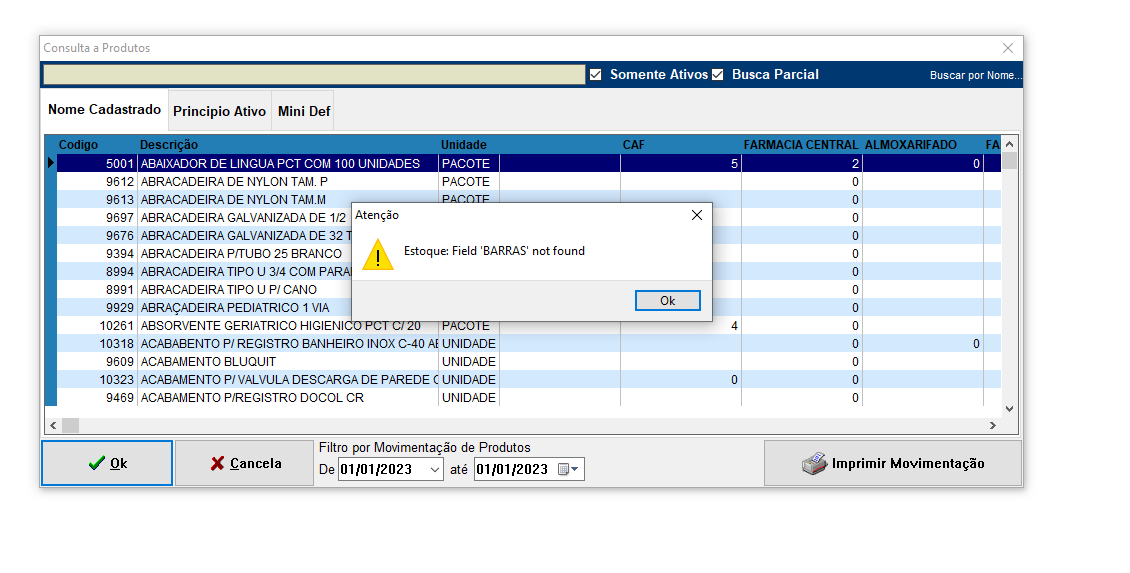 Consulta a Produtos
Somente Ativos Busca Parcial Buscar por Nome...
Nome Cadastrado Principio Ativo Mini Def
Codigo Descrição Unidade CAF FARMACIA CENTRAL ALMOXARIFADO FA
5001 ABAIXADOR DE LINGUA PCT COM 100 UNIDADES PACOTE 5 2 0
9612 ABRACADEIRA DE NYLON TAM. P PACOTE 0
9613 ABRACADEIRA DE NYLON TAM.M PACOTE 0
9697 ABRACADEIRA GALVANIZADA DE 1/2 0
9676 ABRACADEIRA GALVANIZADA DE 32 T 0
9394 ABRACADEIRA P/TUBO 25 BRANCO 0
8994 ABRACADEIRA TIPO U 3/4 COM PARA 0
8991 ABRACADEIRA TIPO U P/ CANO 0
9929 ABRAÇADEIRA PEDIATRICO 1 VIA 0
10261 ABSORVENTE GERIATRICO HIGIENICO PCT C/ 20 PACOTE 4 0
10318 ACABABENTO P/ REGISTRO BANHEIRO INOX C-40 AE UNIDADE 0 0
9609 ACABAMENTO BLUQUIT UNIDADE 0
10323 ACABAMENTO P/ VALVULA DESCARGA DE PAREDE C UNIDADE 0 0
9469 ACABAMENTO P/REGISTRO DOCOL CR UNIDADE 0
Atenção
Estoque: Field 'BARRAS' not found
Ok
Ok Cancela
Filtro por Movimentação de Produtos
De 01/01/2023 até 01/01/2023
Imprimir Movimentação